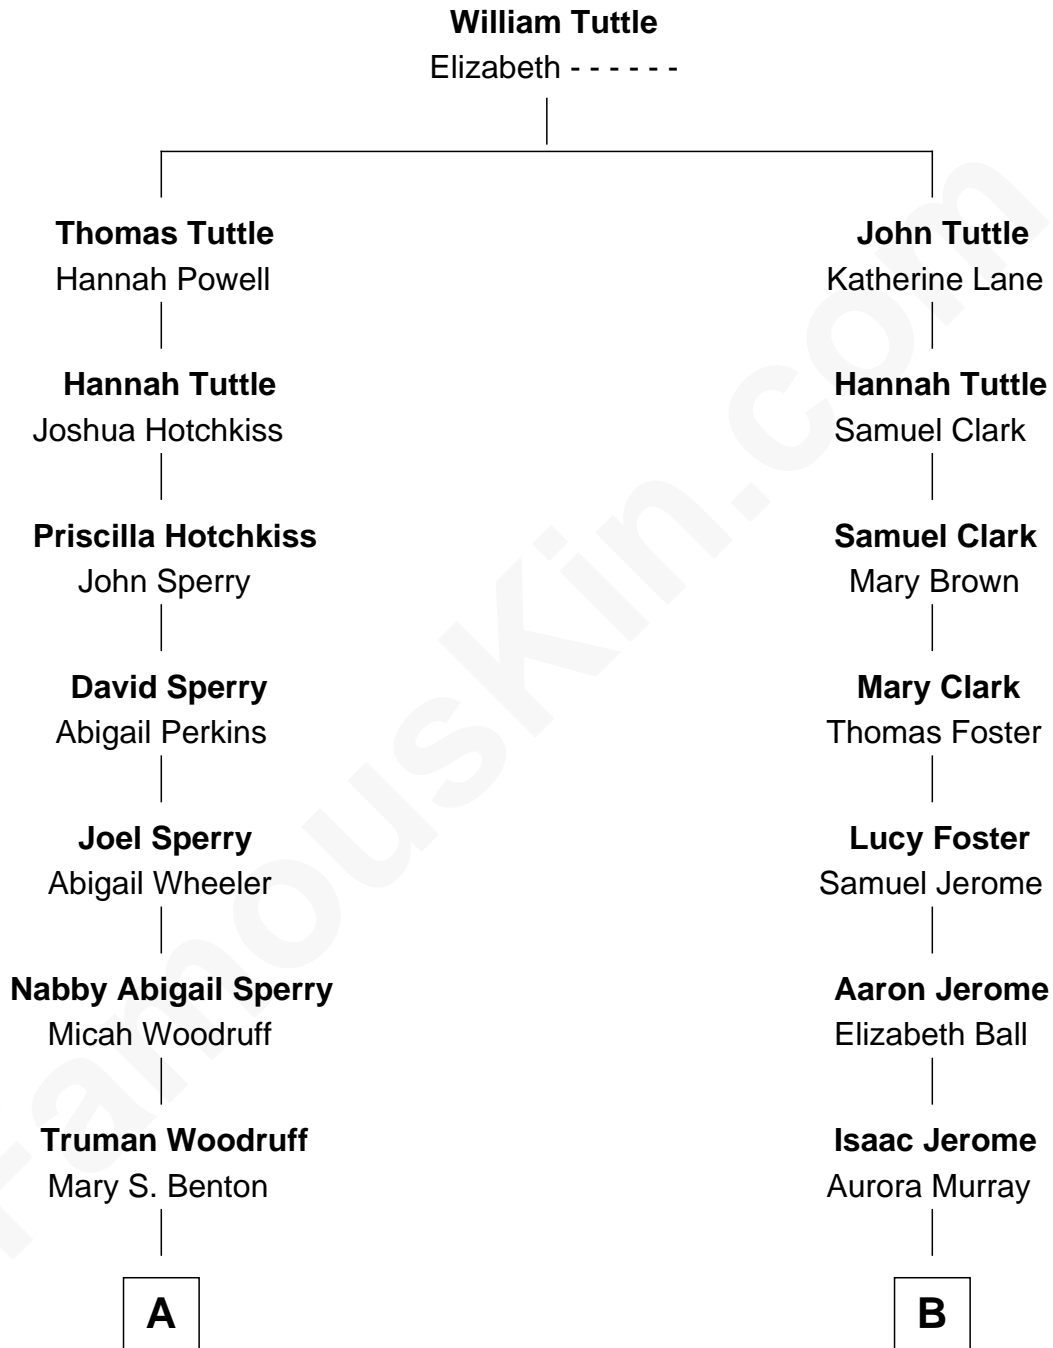 William Tuttle
Elizabeth - - - - - -
Thomas Tuttle
Hannah Powell
John Tuttle
Katherine Lane
Hannah Tuttle
Joshua Hotchkiss
Hannah Tuttle
Samuel Clark
Priscilla Hotchkiss
John Sperry
Samuel Clark
Mary Brown
David Sperry
Abigail Perkins
Mary Clark
Thomas Foster
Joel Sperry
Abigail Wheeler
Lucy Foster
Samuel Jerome
Nabby Abigail Sperry
Micah Woodruff
Aaron Jerome
Elizabeth Ball
Truman Woodruff
Mary S. Benton
Isaac Jerome
Aurora Murray
A
B
FamousKin.com